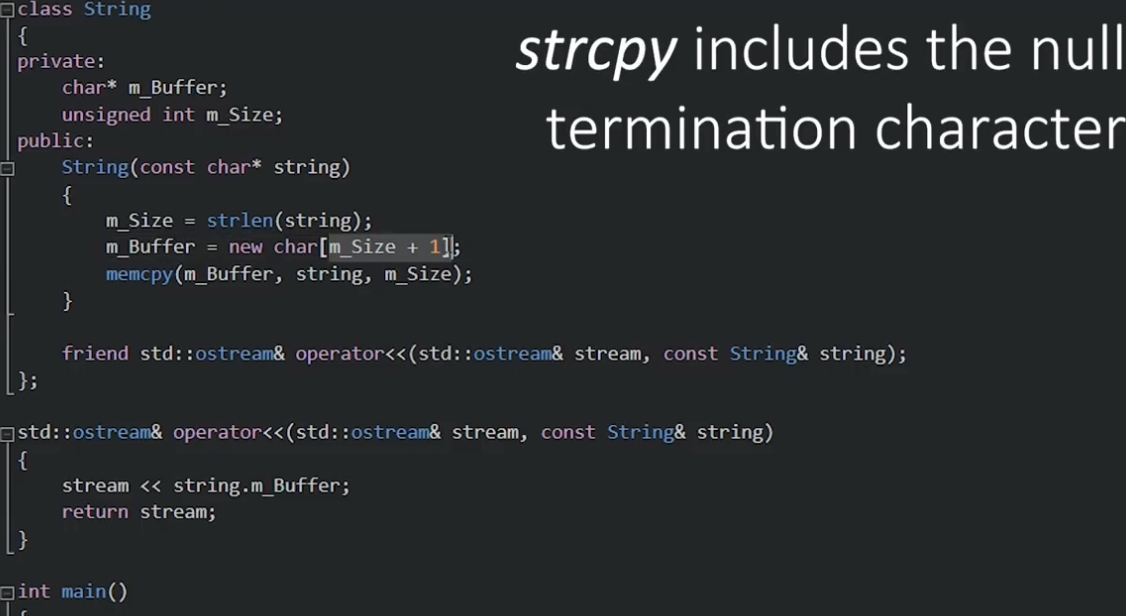 class String
{
private:
    char* m_Buffer;
    unsigned int m_Size;
public:
    String(const char* string)
    {
        m_Size = strlen(string);
        m_Buffer = new char[m_Size + 1];
        memcpy(m_Buffer, string, m_Size);
    }

    friend std::ostream& operator<<(std::ostream& stream, const String& string);
};

std::ostream& operator<<(std::ostream& stream, const String& string)
{
    stream << string.m_Buffer;
    return stream;
}

int main()
{
strcpy includes the null
termination character